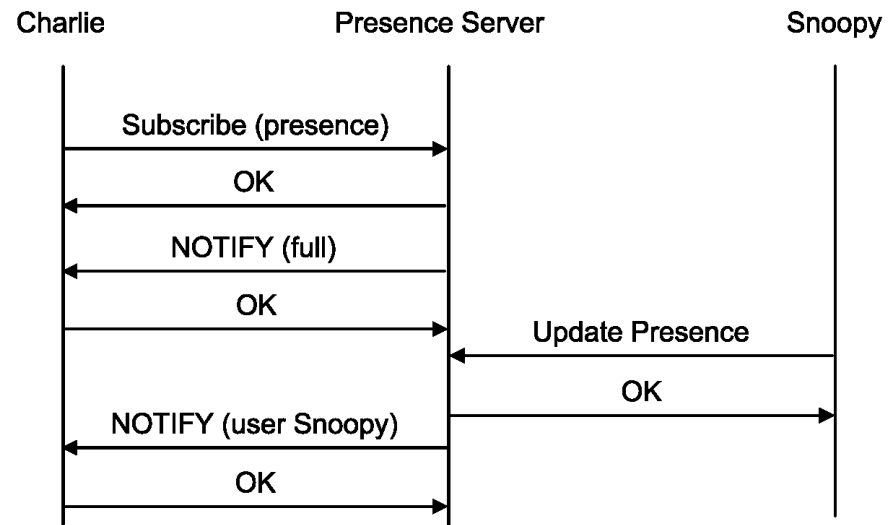 Charlie
Presence Server
Snoopy
Subscribe (presence)
OK
NOTIFY (full)
OK
Update Presence
OK
NOTIFY (user Snoopy)
OK